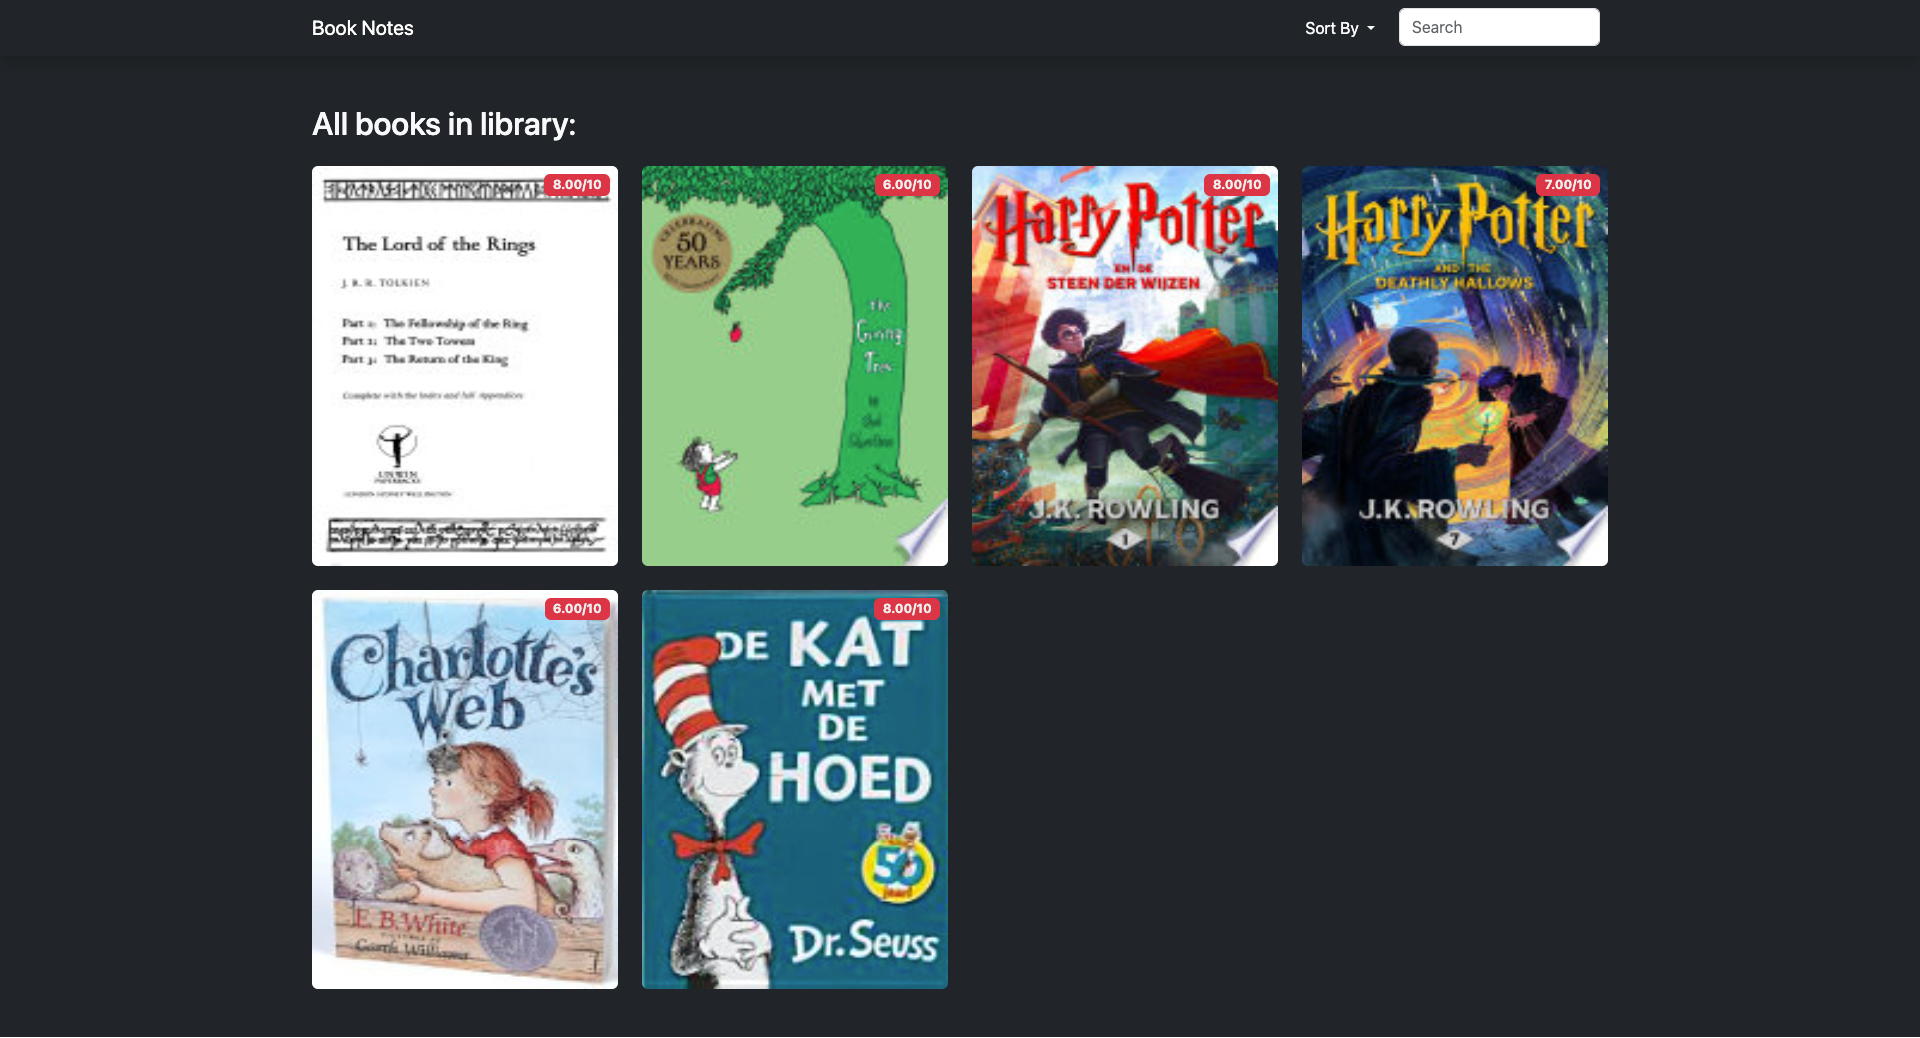 Book Notes
Sort By
Search
All books in library:
8.00/10
The Lord of the Rings
J. R. R. TOLKIEN
Part 1: The Fellowship of the Ring
Part 2: The Two Towers
Part 3: The Return of the King
Complete with the Index and full Appendices
UNWIN
PAPERBACKS
LONDON SYDNEY WELLINGTON
6.00/10
CELEBRATING
50
YEARS
the
Giving
Tree
by
Shel
Silverstein
8.00/10
Harry Potter
EN DE
STEEN DER WIJZEN
J.K. ROWLING
1
7.00/10
Harry Potter
AND THE
DEATHLY HALLOWS
J.K. ROWLING
7
6.00/10
Charlotte's
Web
E. B. White
Garth Williams
8.00/10
DE KAT
MET
DE
HOED
50
jaar!
Dr. Seuss